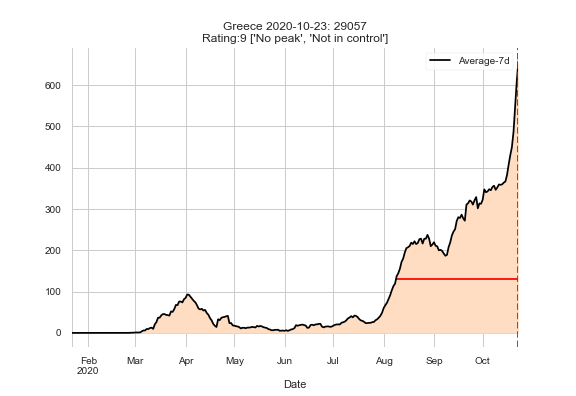 Greece 2020-10-23: 29057
Rating:9 ['No peak', 'Not in control']
Average-7d
600
500
400
300
200
100
0
Feb Mar Apr May Jun Jul Aug Sep Oct
2020
Date